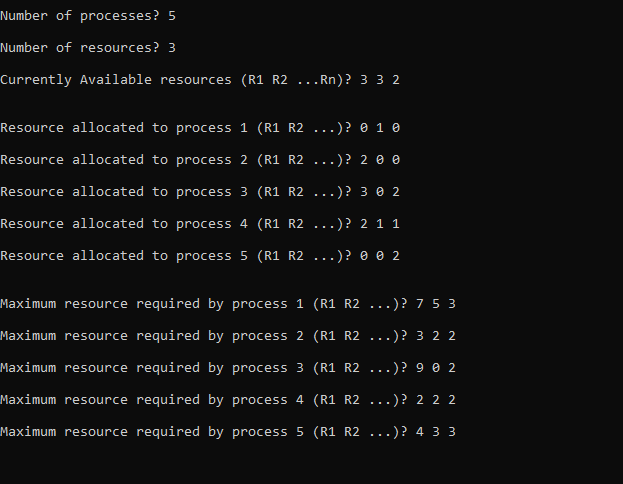 Number of processes? 5
Number of resources? 3
Currently Available resources (R1 R2 ...Rn)? 3 3 2
Resource allocated to process 1 (R1 R2 ...)? 0 1 0
Resource allocated to process 2 (R1 R2 ...)? 2 0 0
Resource allocated to process 3 (R1 R2 ...)? 3 0 2
Resource allocated to process 4 (R1 R2 ...)? 2 1 1
Resource allocated to process 5 (R1 R2 ...)? 0 0 2
Maximum resource required by process 1 (R1 R2 ...)? 7 5 3
Maximum resource required by process 2 (R1 R2 ...)? 3 2 2
Maximum resource required by process 3 (R1 R2 ...)? 9 0 2
Maximum resource required by process 4 (R1 R2 ...)? 2 2 2
Maximum resource required by process 5 (R1 R2 ...)? 4 3 3